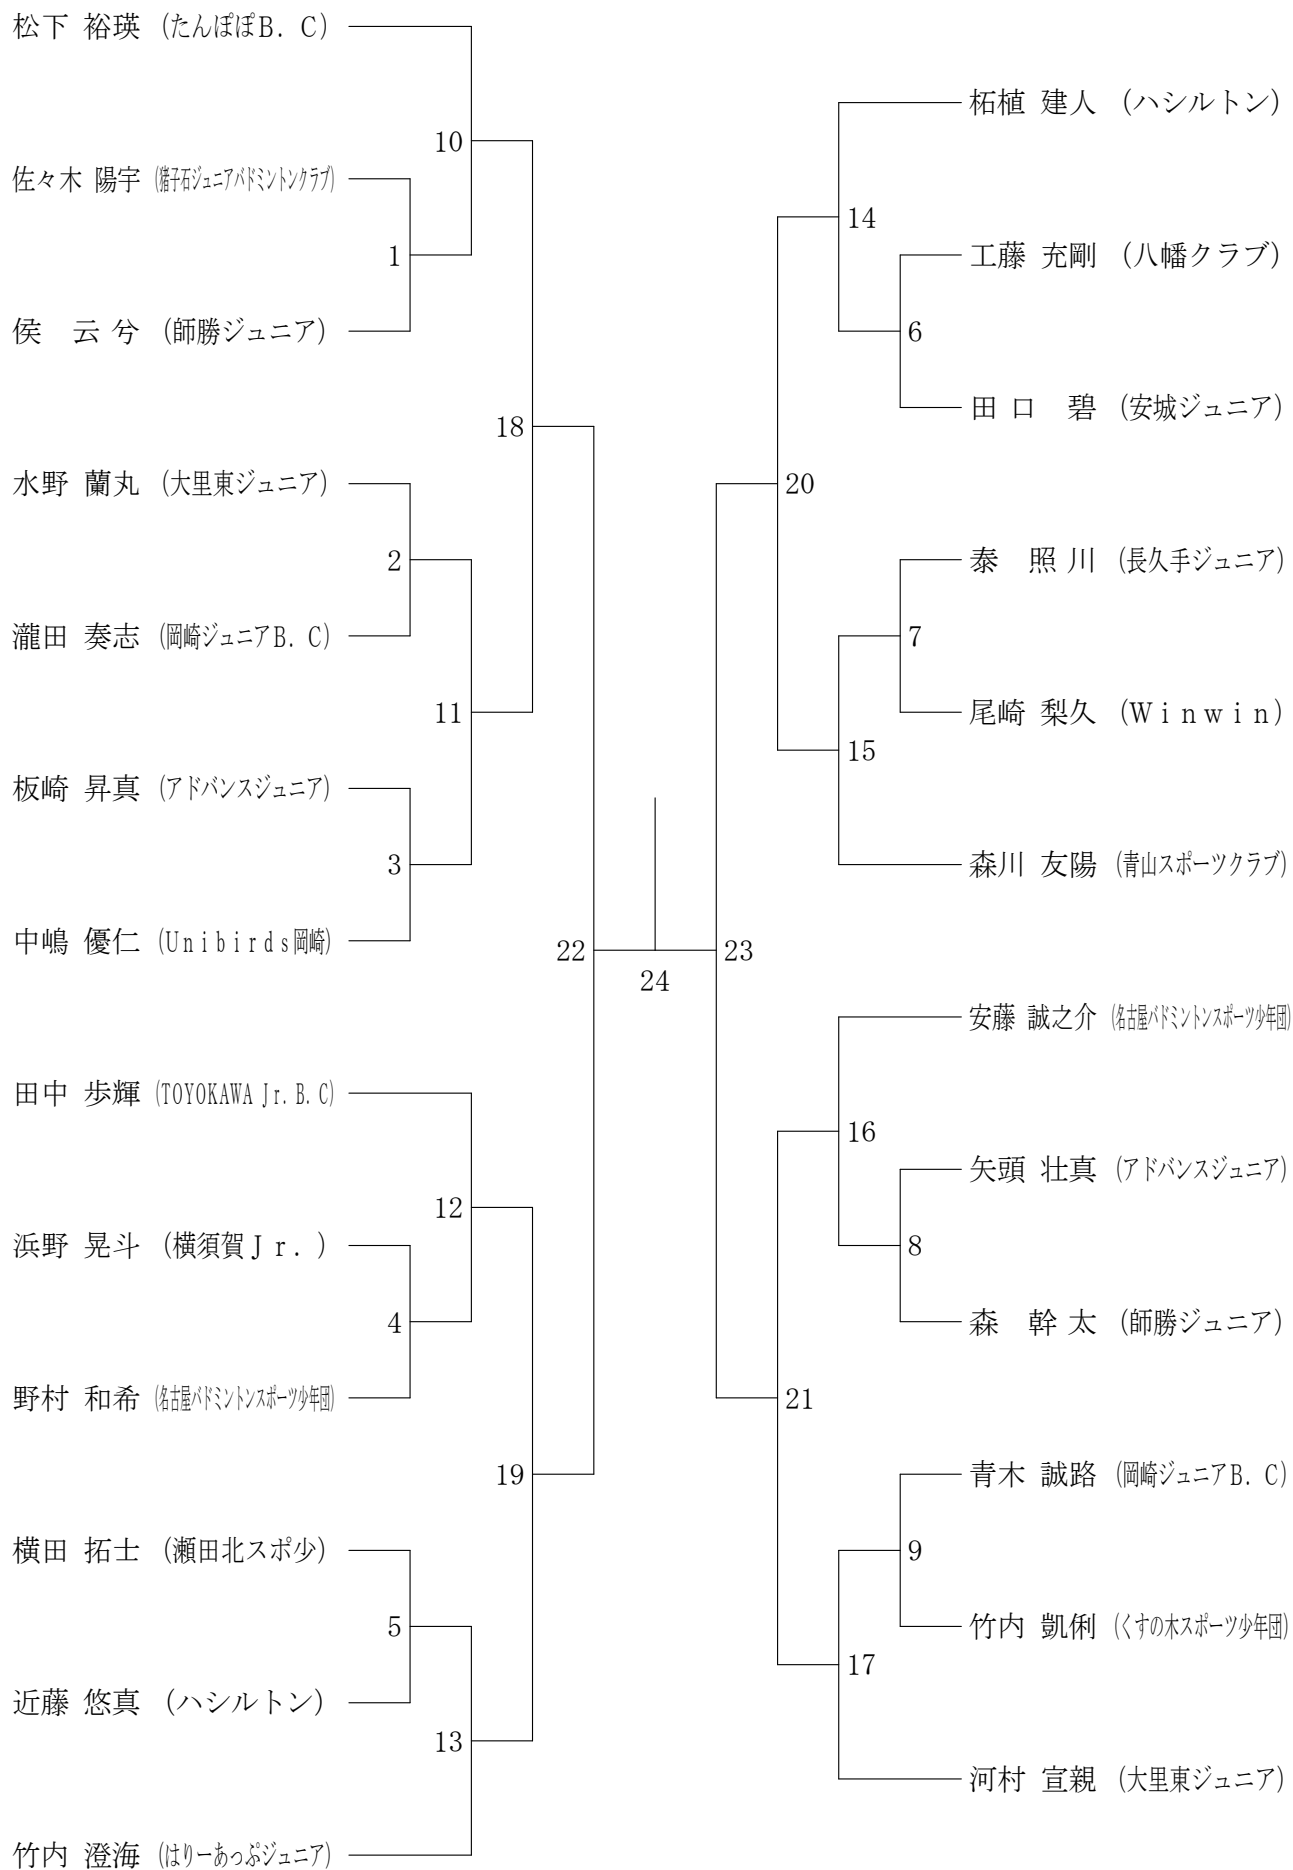 松下 裕瑛 (たんぽぽB. C)
佐々木 陽宇 (猪子石ジュニアバドミントンクラブ)
侯 云兮 (師勝ジュニア)
水野 蘭丸 (大里東ジュニア)
瀧田 奏志 (岡崎ジュニアB. C)
板崎 昇真 (アドバンスジュニア)
中嶋 優仁 (Unibirds岡崎)
田中 歩輝 (TOYOKAWA Jr. B. C)
浜野 晃斗 (横須賀Jr. )
野村 和希 (名古屋バドミントンスポーツ少年団)
横田 拓士 (瀬田北スポ少)
近藤 悠真 (ハシルトン)
竹内 澄海 (はりーあっぷジュニア)
1
2
3
4
5
10
11
12
13
18
19
22
24
23
20
21
14
15
16
17
6
7
8
9
柘植 建人 (ハシルトン)
工藤 充剛 (八幡クラブ)
田口 碧 (安城ジュニア)
泰 照川 (長久手ジュニア)
尾崎 梨久 (Winwin)
森川 友陽 (青山スポーツクラブ)
安藤 誠之介 (名古屋バドミントンスポーツ少年団)
矢頭 壮真 (アドバンスジュニア)
森 幹太 (師勝ジュニア)
青木 誠路 (岡崎ジュニアB. C)
竹内 凱俐 (くすの木スポーツ少年団)
河村 宣親 (大里東ジュニア)